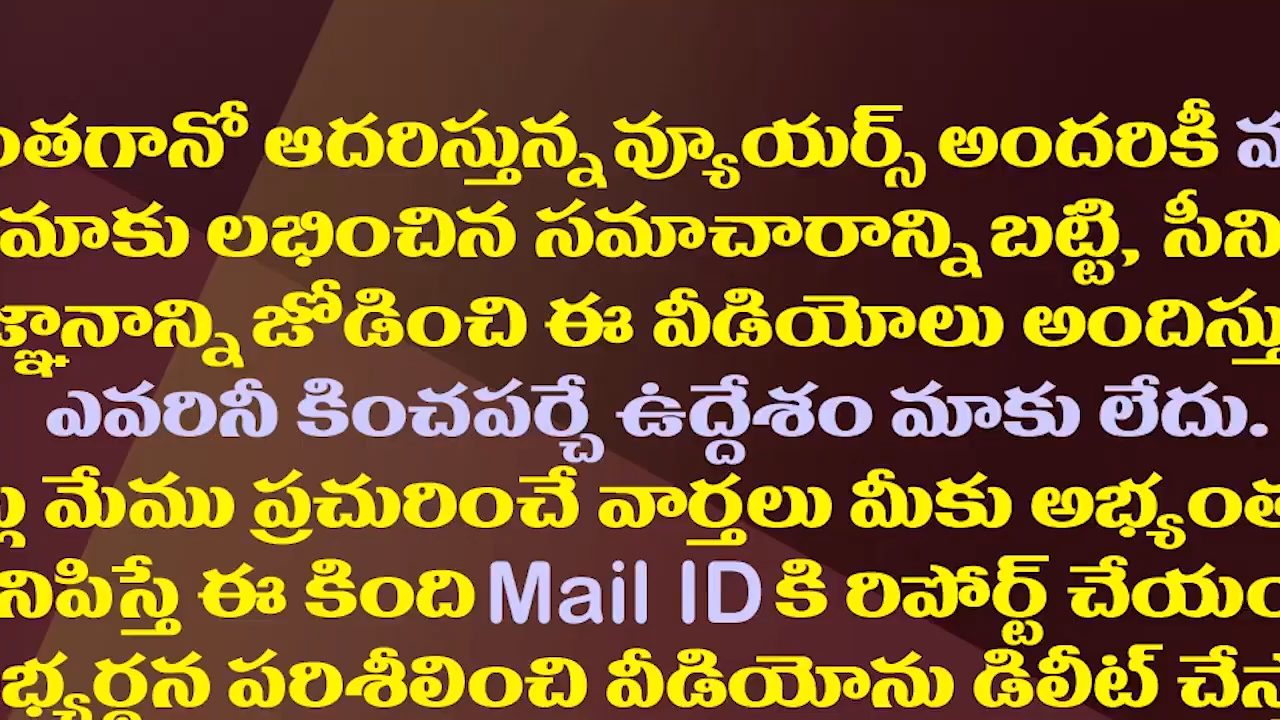 ఆదరిస్తున్న వ్యూయర్స్ అందరికీ
మాకు లభించిన సమాచారాన్ని బట్టి,
జోడించి ఈ వీడియోలు
ఎవరినీ కించపర్చే ఉద్దేశం మాకు లేదు.
మేము ప్రచురించే వార్తలు మీకు
ఈ కింది Mail ID కి రిపోర్ట్
పరిశీలించి వీడియోను డిలీట్